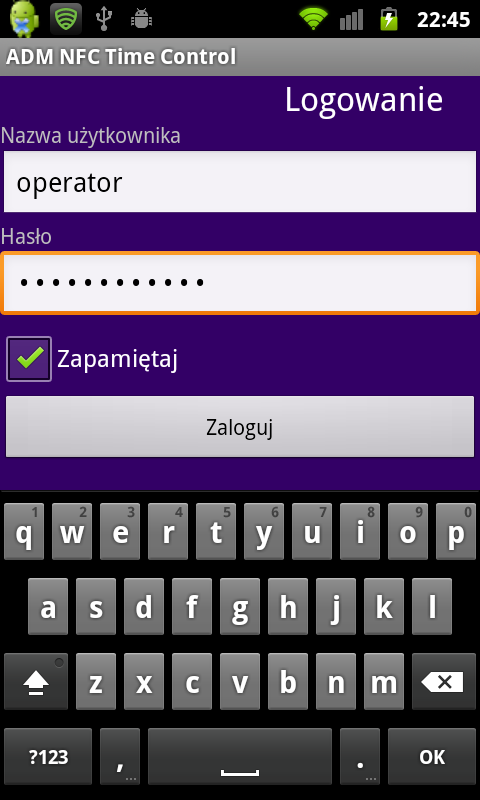 22:45
ADM NFC Time Control
Logowanie
Nazwa użytkownika
operator
Hasło
••••••••••••
Zapamiętaj
Zaloguj
1 2 3 4 5 6 7 8 9 0
q w e r t y u i o p
a s d f g h j k l
z x c v b n m
?123 , ... . ... OK